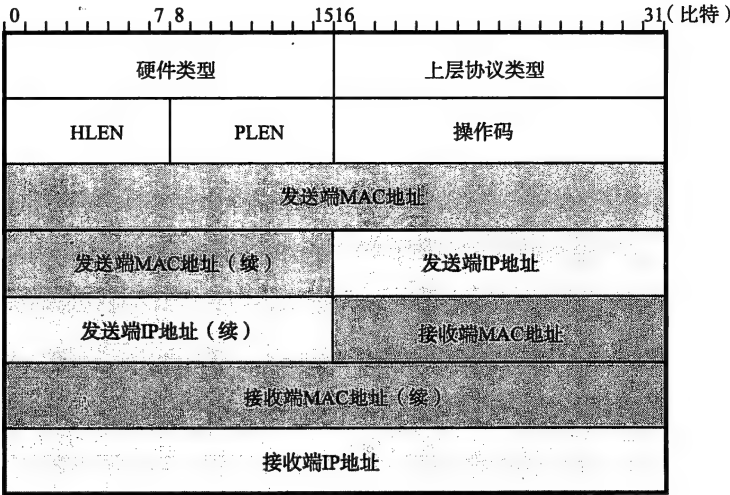 0 7 8 1516 31(比特)
硬件类型 上层协议类型
HLEN PLEN 操作码
发送端MAC地址
发送端MAC地址(续) 发送端IP地址
发送端IP地址(续) 接收端MAC地址
接收端MAC地址(续)
接收端IP地址